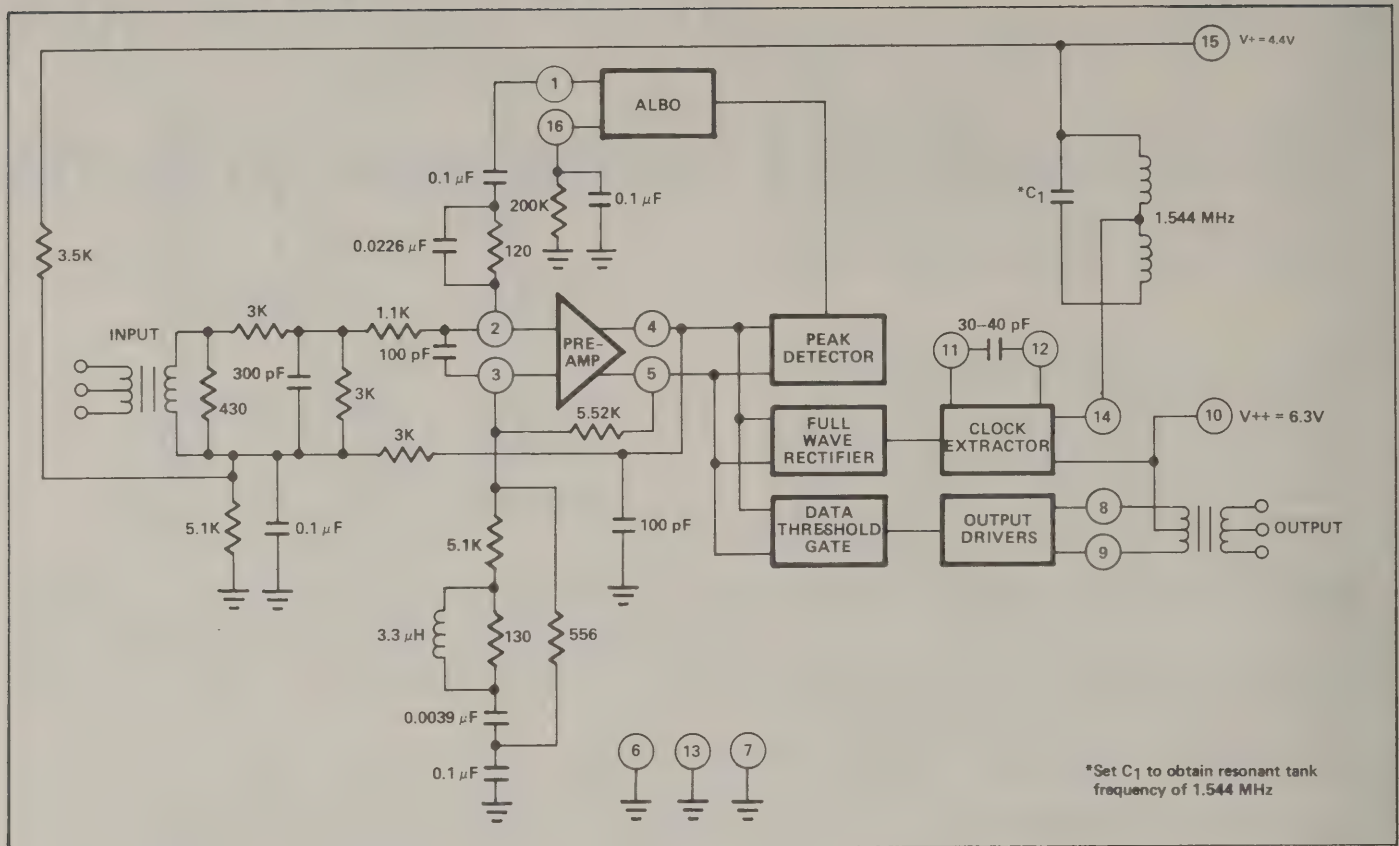 15
V+ = 4.4V
1
ALBO
16
0.1 µF
200K
0.1 µF
*C1
1.544 MHz
3.5K
0.0226 µF
120
INPUT
3K
1.1K
2
4
PRE-
AMP
PEAK
DETECTOR
30–40 pF
11
12
300 pF
100 pF
3
5
430
3K
5.52K
FULL
WAVE
RECTIFIER
CLOCK
EXTRACTOR
14
10
V++ = 6.3V
3K
5.1K
0.1 µF
5.1K
100 pF
DATA
THRESHOLD
GATE
OUTPUT
DRIVERS
8
9
OUTPUT
3.3 µH
130
556
0.0039 µF
0.1 µF
6
13
7
*Set C1 to obtain resonant tank
frequency of 1.544 MHz